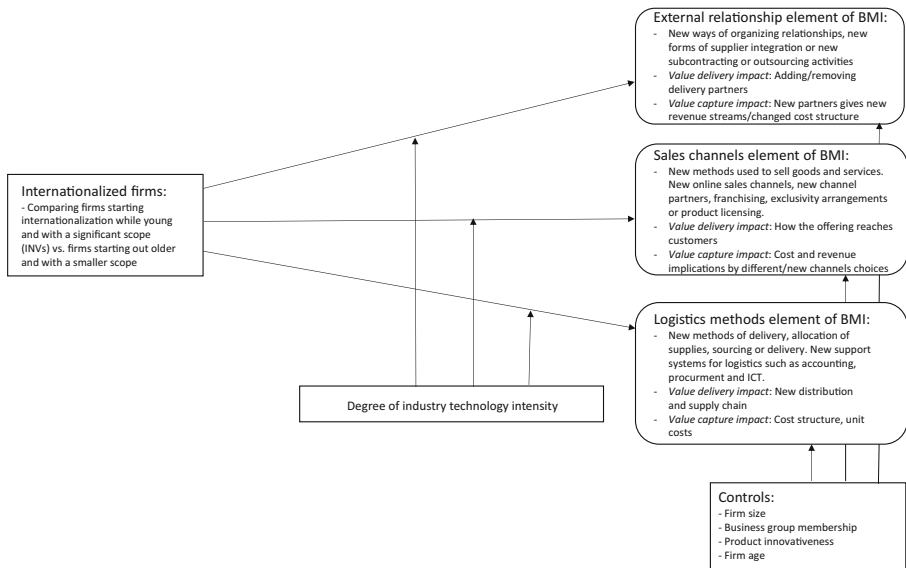 External relationship element of BMI:
- New ways of organizing relationships, new
forms of supplier integration or new
subcontracting or outsourcing activities
- Value delivery impact: Adding/removing
delivery partners
- Value capture impact: New partners gives new
revenue streams/changed cost structure
Sales channels element of BMI:
- New methods used to sell goods and services.
New online sales channels, new channel
partners, franchising, exclusivity arrangements
or product licensing.
- Value delivery impact: How the offering reaches
customers
- Value capture impact: Cost and revenue
implications by different/new channels choices
Internationalized firms:
- Comparing firms starting
internationalization while young
and with a significant scope
(INVs) vs. firms starting out older
and with a smaller scope
Logistics methods element of BMI:
- New methods of delivery, allocation of
supplies, sourcing or delivery. New support
systems for logistics such as accounting,
procurment and ICT.
- Value delivery impact: New distribution
and supply chain
- Value capture impact: Cost structure, unit
costs
Degree of industry technology intensity
Controls:
- Firm size
- Business group membership
- Product innovativeness
- Firm age